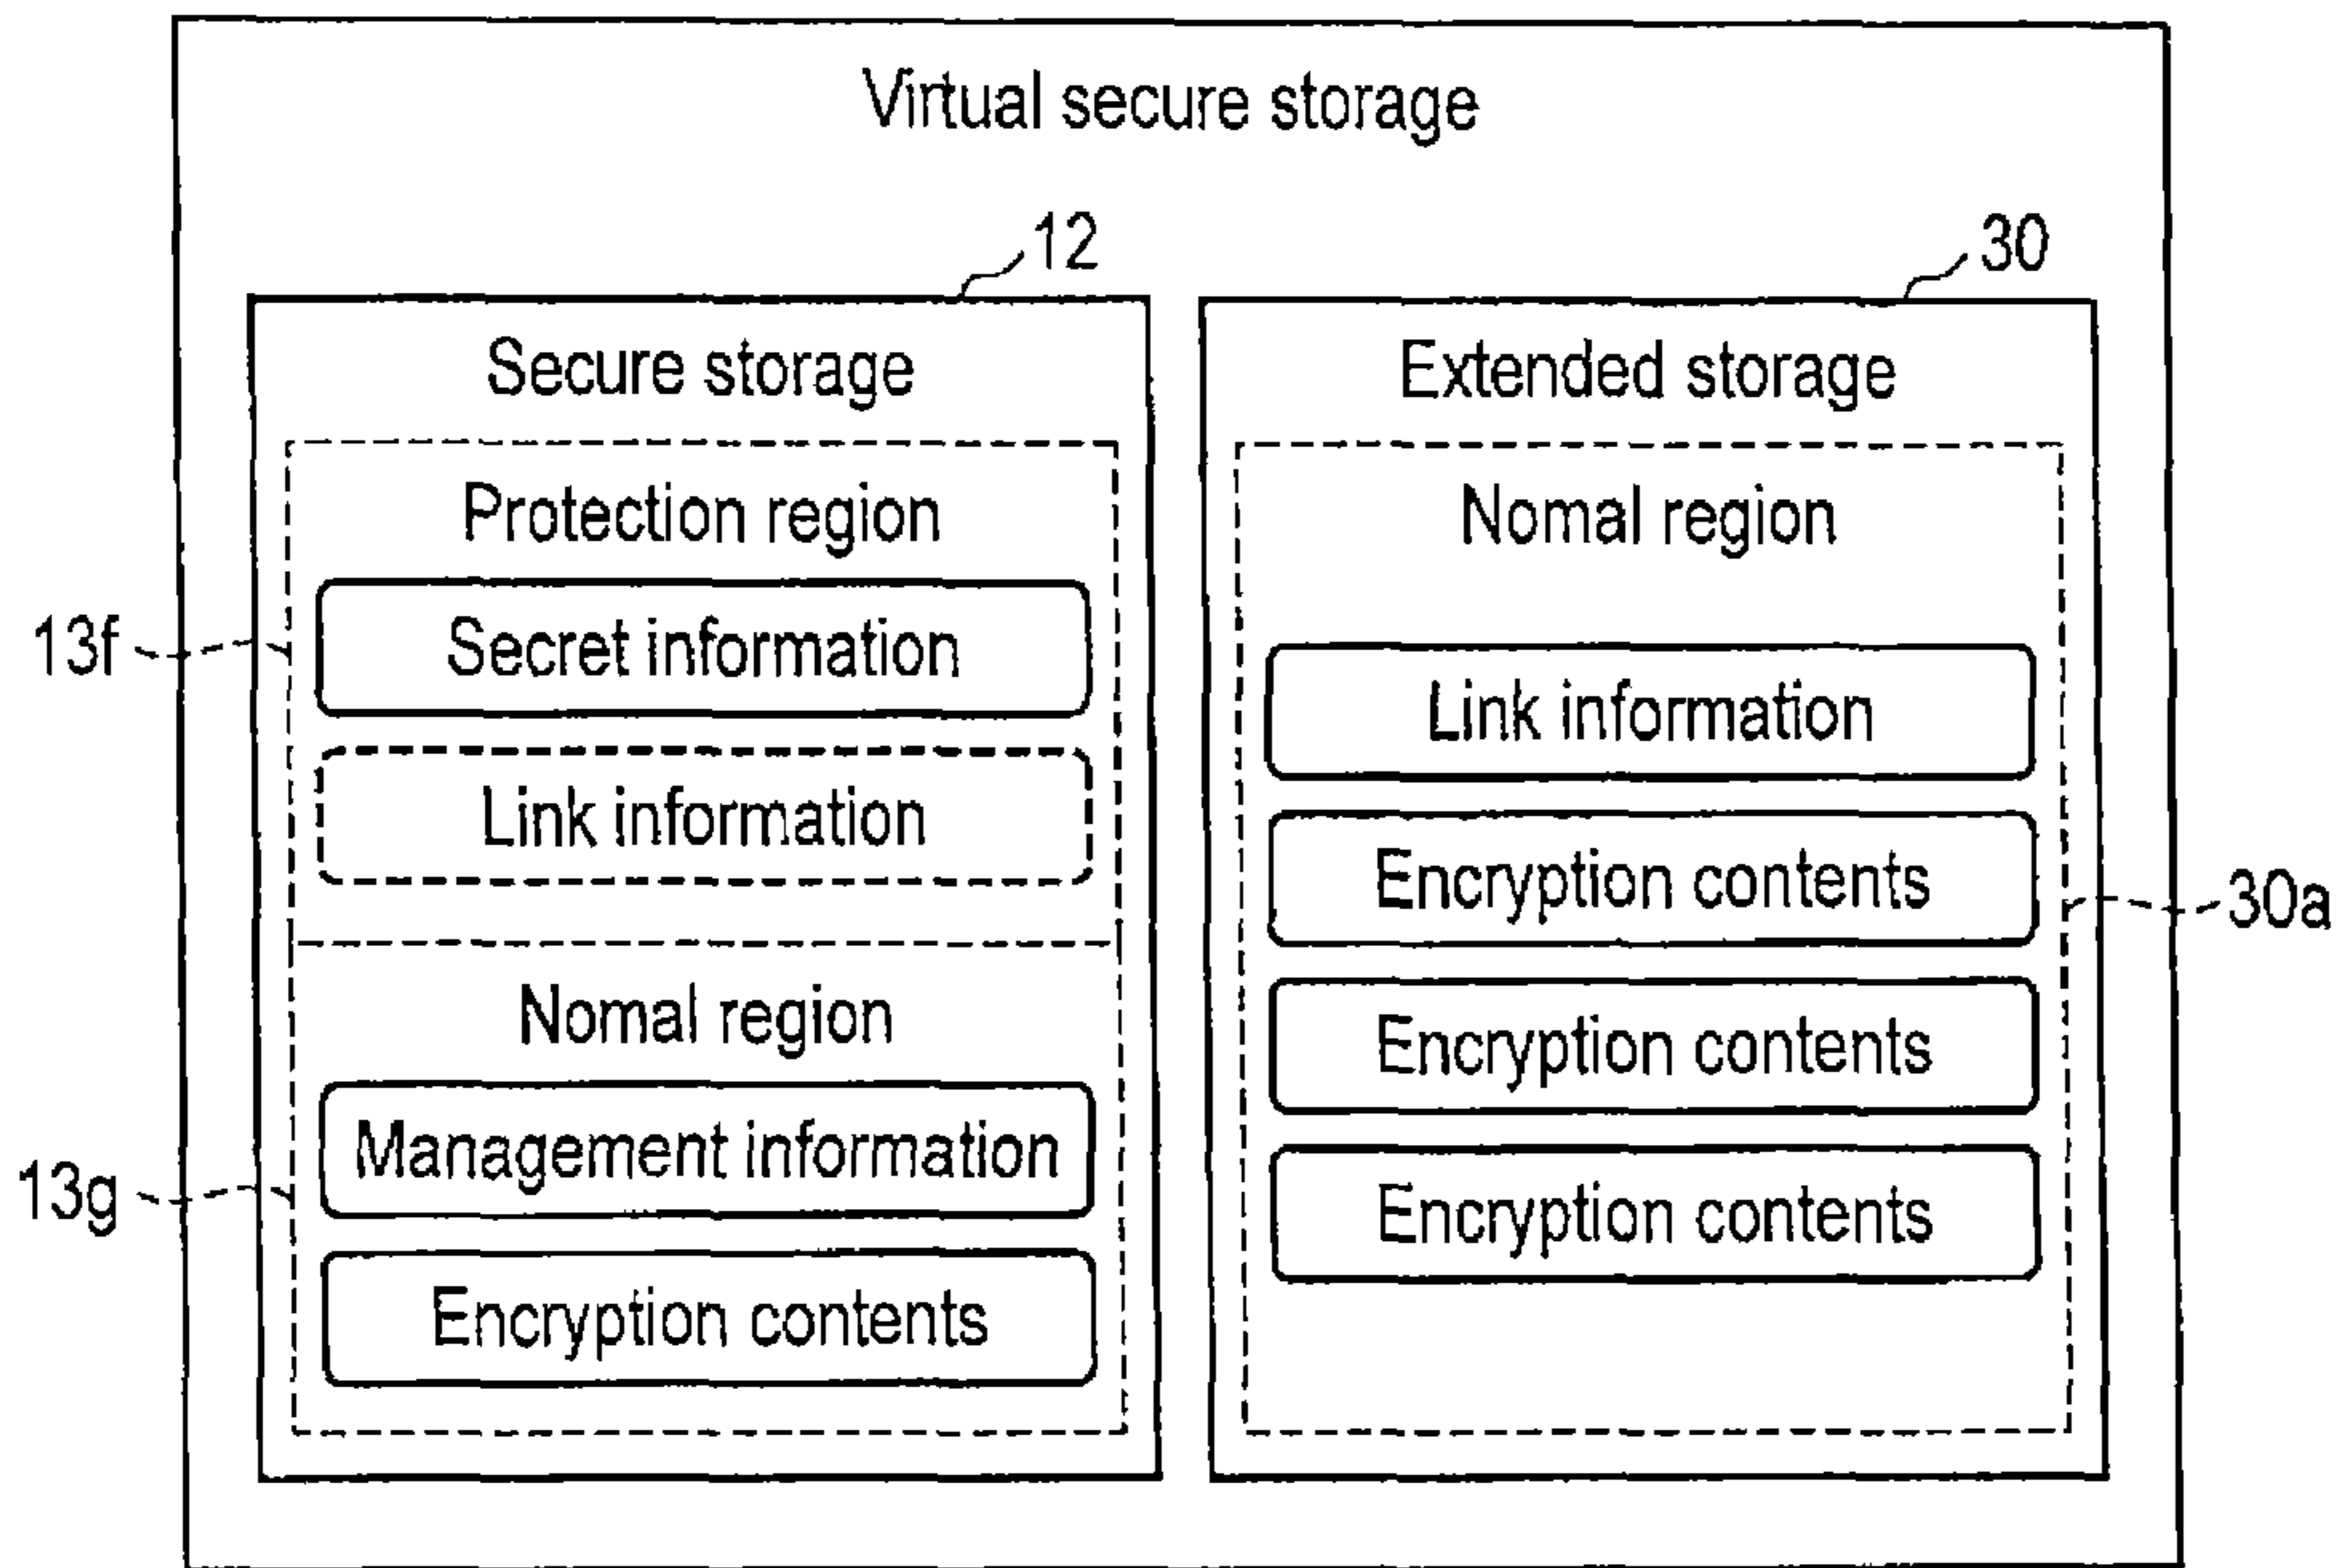 Virtual secure storage
12
30
Secure storage
Protection region
13f
Secret information
Link information
Nomal region
13g
Management information
Encryption contents
Extended storage
Nomal region
Link information
Encryption contents
30a
Encryption contents
Encryption contents